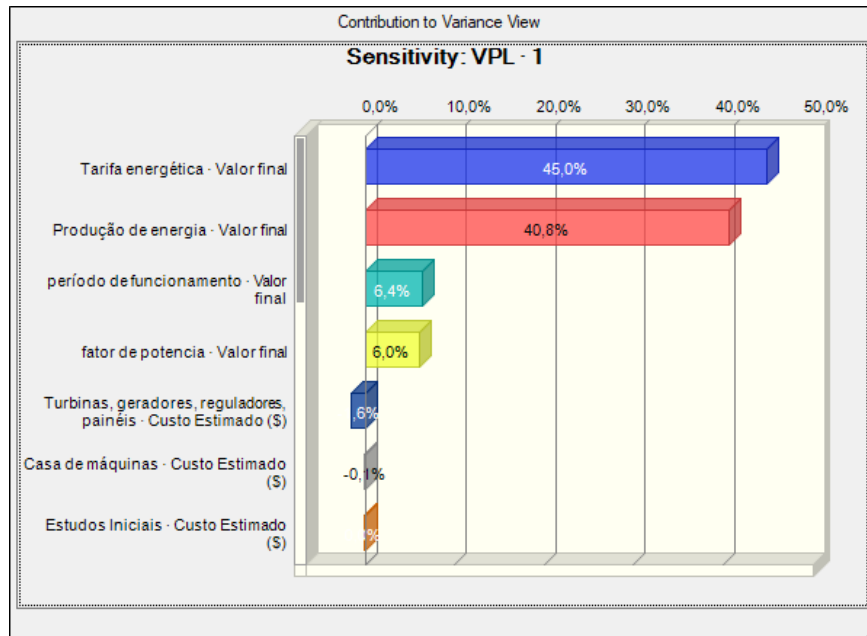 Contribution to Variance View
Sensitivity: VPL - 1
0,0%
10,0%
20,0%
30,0%
40,0%
50,0%
Tarifa energética - Valor final
45,0%
Produção de energia - Valor final
40,8%
período de funcionamento - Valor
final
6,4%
fator de potencia - Valor final
6,0%
Turbinas, geradores, reguladores,
painéis - Custo Estimado ($)
,6%
Casa de máquinas - Custo Estimado
($)
-0,1%
Estudos Iniciais - Custo Estimado
($)